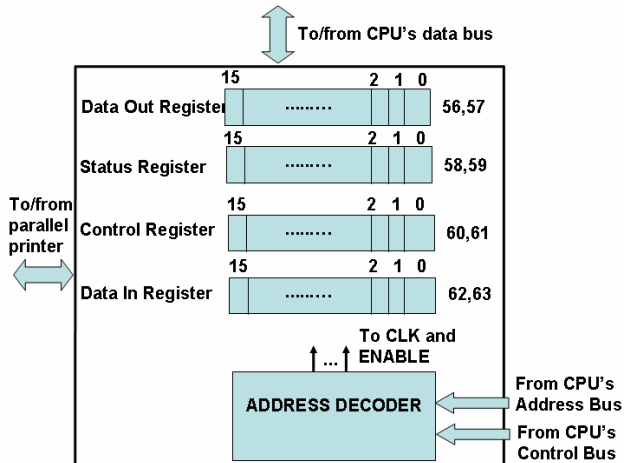 To/from CPU's data bus
15 2 1 0
Data Out Register ········· 56,57
15 2 1 0
Status Register ········· 58,59
To/from
parallel
printer
15 2 1 0
Control Register ········· 60,61
15 2 1 0
Data In Register ········· 62,63
To CLK and
ENABLE
...
ADDRESS DECODER
From CPU's
Address Bus
From CPU's
Control Bus